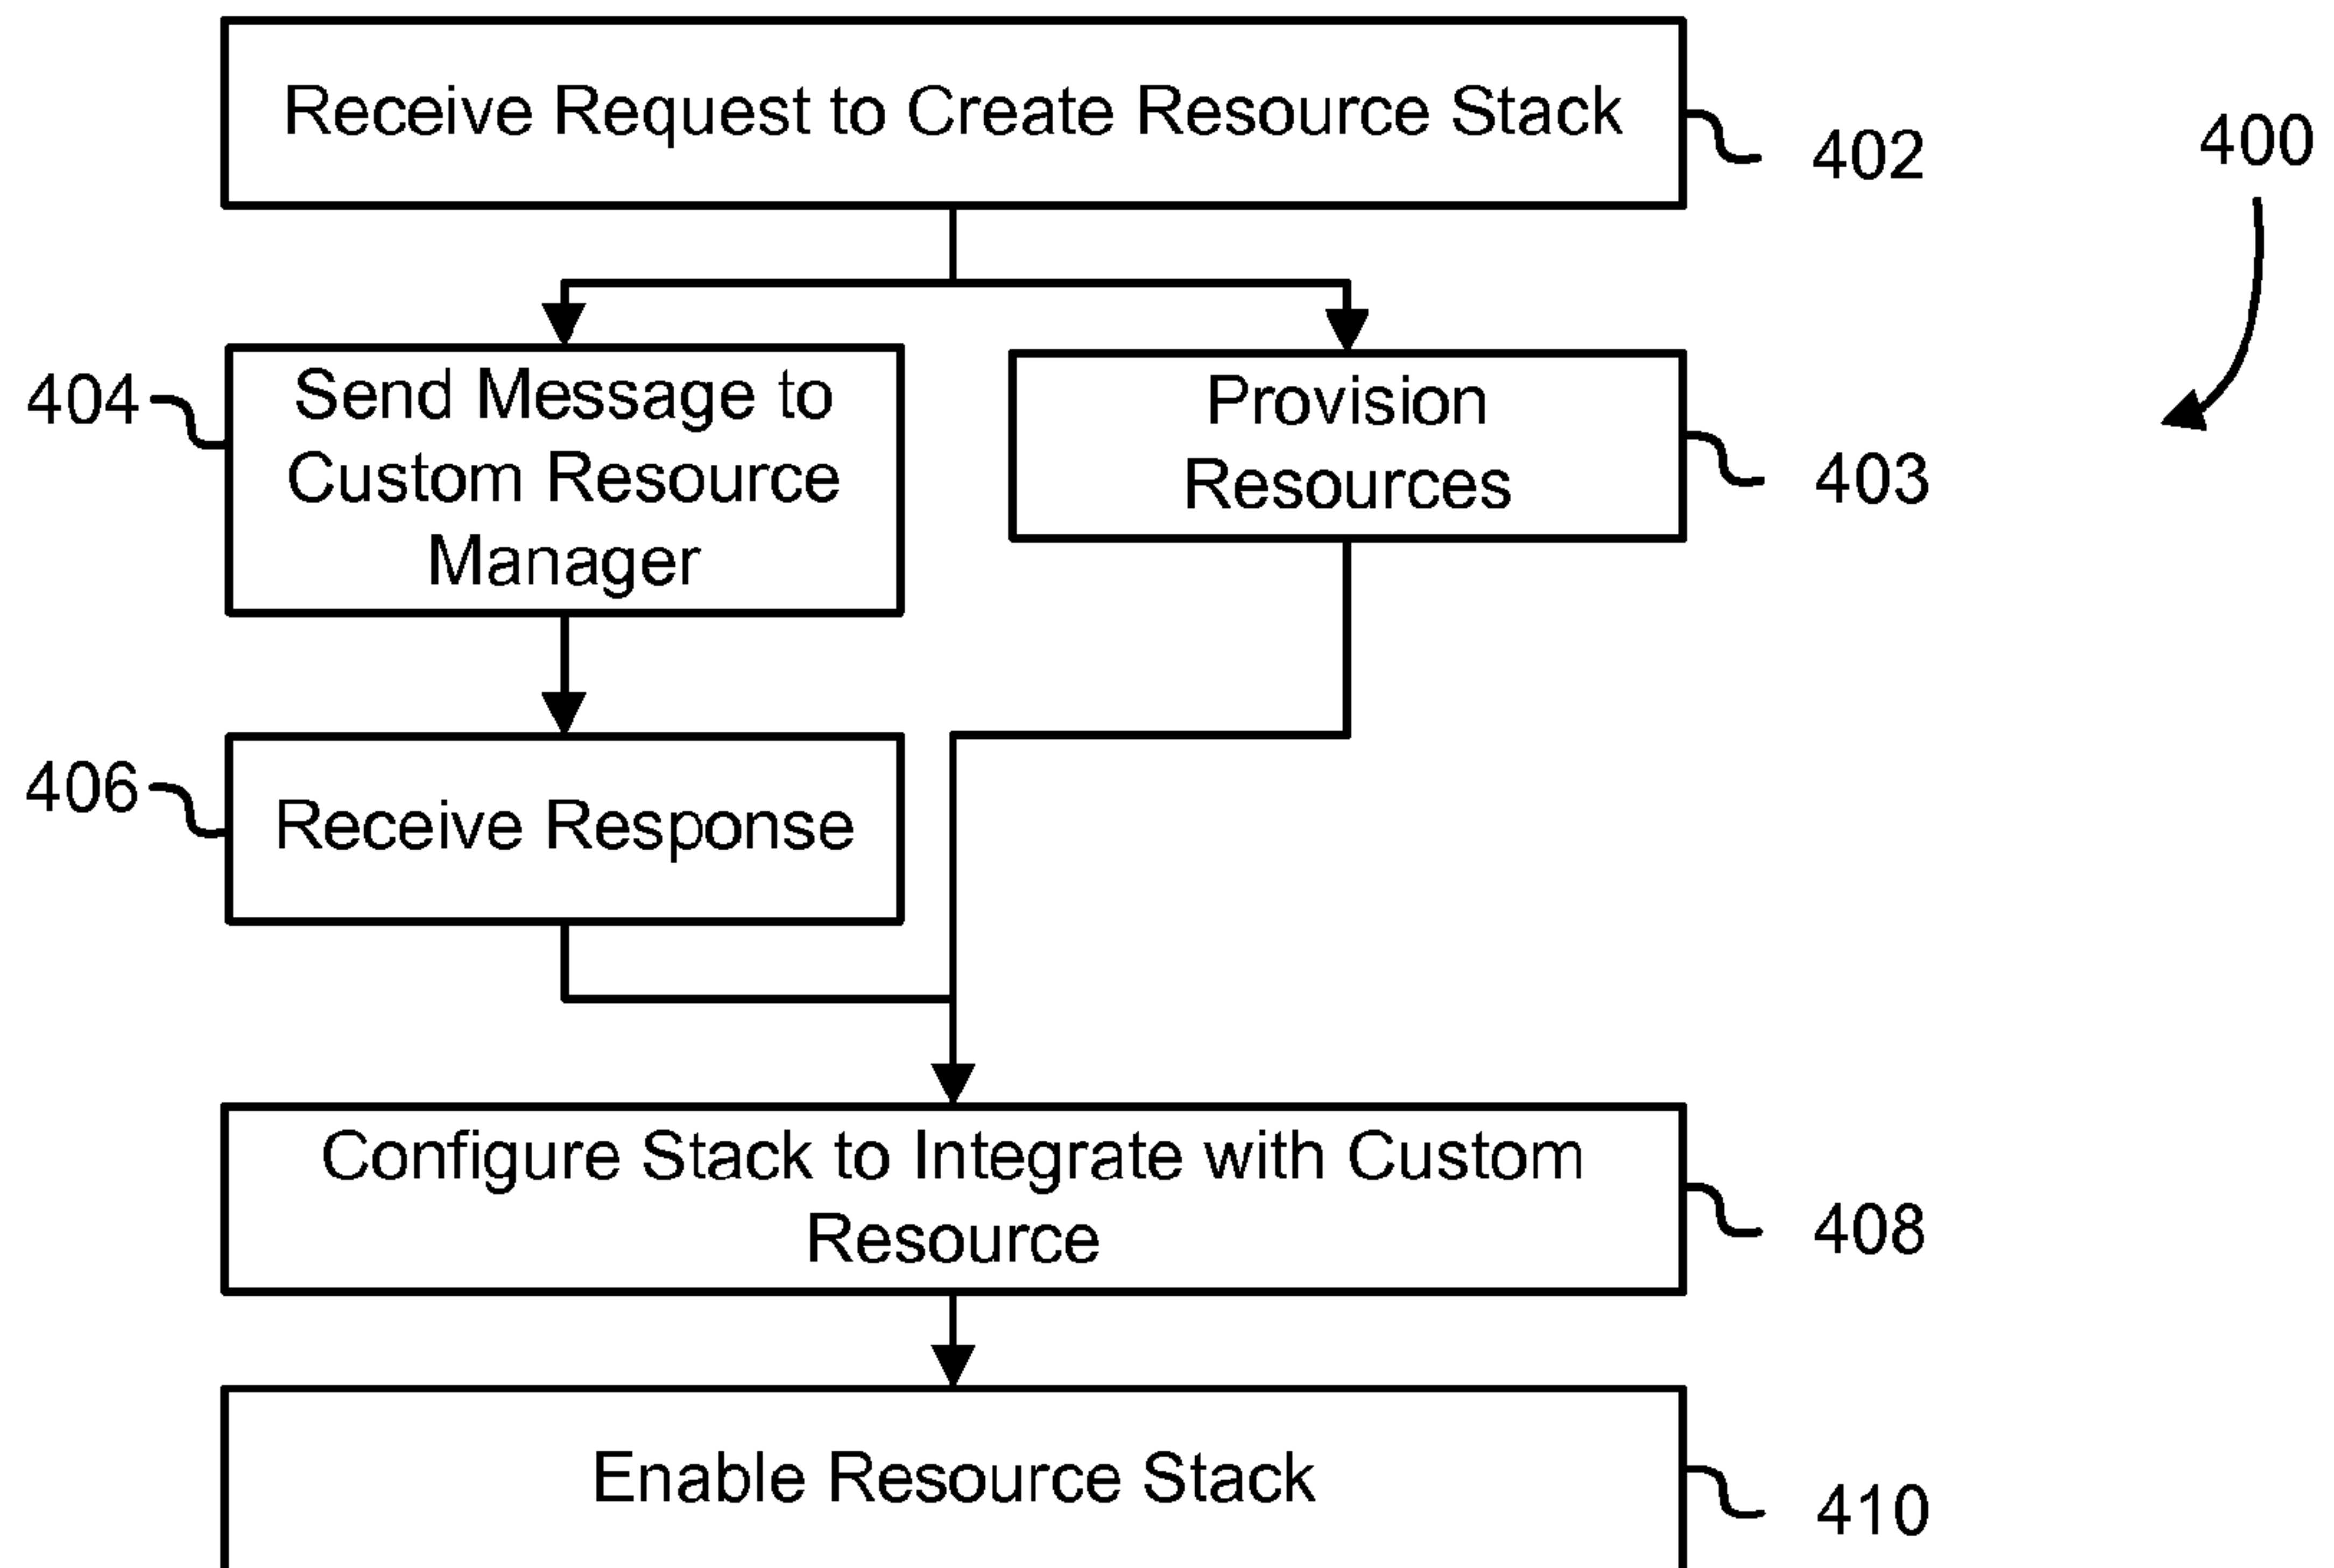 Receive Request to Create Resource Stack
402
400
404
Send Message to
Custom Resource
Manager
Provision
Resources
403
406
Receive Response
Configure Stack to Integrate with Custom
Resource
408
Enable Resource Stack
410